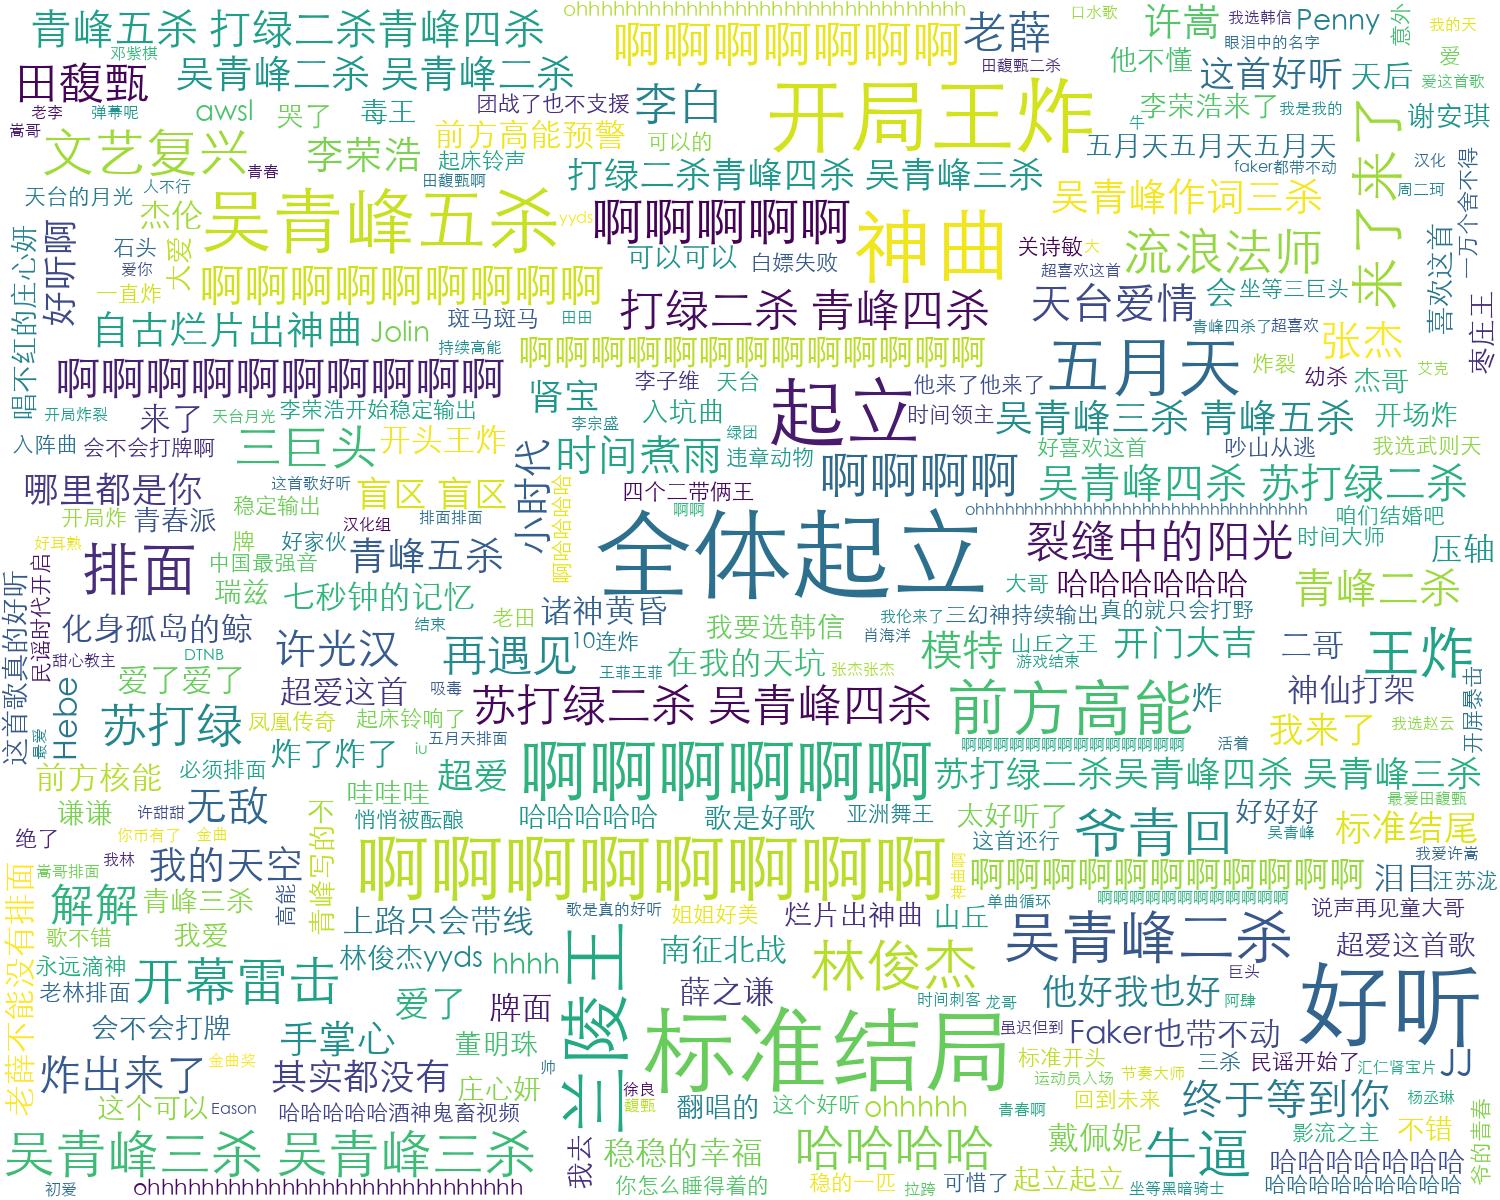 ohhhhhhhhhhhhhhhhhhhhhhhhhhhhhhhhh
口水歌
许嵩
我选韩信
Penny
意外
我的天
青峰五杀 打绿二杀青峰四杀
啊啊啊啊啊啊啊
老薛
邓紫棋
眼泪中的名字
田馥甄
吴青峰二杀 吴青峰二杀
田馥甄二杀
他不懂
这首好听
天后
爱
爱这首歌
老李
弹幕呢
awsl
哭了
毒王
团战了也不支援
李白
开局王炸
李荣浩来了
我是我的
谢安琪
嵩哥
文艺复兴
李荣浩
前方高能预警
可以的
牛
五月天五月天五月天
来了来了
汉化
青春
起床铃声
打绿二杀青峰四杀 吴青峰三杀
faker都带不动
天台的月光
人不行
田馥甄啊
吴青峰作词三杀
周二珂
一万个舍不得
杰伦
吴青峰五杀
yyds
啊啊啊啊啊
神曲
好听啊
石头
大爱
可以可以
白嫖失败
关诗敏
大
流浪法师
喜欢这首
唱不红的庄心妍
爱你
啊啊啊啊啊啊啊啊啊
超喜欢这首
一直炸
打绿二杀 青峰四杀
天台爱情
会
坐等三巨头
枣庄王
自古烂片出神曲
Jolin
斑马斑马
田田
青峰四杀了超喜欢
张杰
持续高能
啊啊啊啊啊啊啊啊啊啊啊啊啊
五月天
炸裂
幼杀
杰哥
艾克
啊啊啊啊啊啊啊啊啊啊
肾宝
李子维
天台
起立
他来了他来了
开局炸裂
来了
天台月光
李荣浩开始稳定输出
李宗盛
入坑曲
绿团
时间领主
吴青峰三杀 青峰五杀
开场炸
入阵曲
会不会打牌啊
三巨头
开头王炸
小时代
时间煮雨
违章动物
啊啊啊啊
好喜欢这首
吵山从逃
我选武则天
哪里都是你
这首歌好听
盲区 盲区
啊哈哈哈哈
四个二带俩王
吴青峰四杀 苏打绿二杀
开局炸
青春派
稳定输出
汉化组
排面排面
啊啊
全体起立
ohhhhhhhhhhhhhhhhhhhhhhhhhhhhhhhhh
咱们结婚吧
好耳熟
排面
牌
好家伙
青峰五杀
裂缝中的阳光
时间大师
压轴
中国最强音
民谣时代开启
瑞兹
七秒钟的记忆
老田
诸神黄昏
大哥
哈哈哈哈哈哈
青峰二杀
这首歌真的好听
化身孤岛的鲸
结束
我要选韩信
我伦来了
三幻神持续输出
真的就只会打野
甜心教主
DTNB
许光汉
再遇见
10连炸
肖海洋
模特
山丘之王
开门大吉
二哥
王炸
爱了爱了
超爱这首
吸毒
王菲王菲
在我的天坑
张杰张杰
游戏结束
神仙打架
开屏暴击
最爱
Hebe
苏打绿
凤凰传奇
起床铃响了
苏打绿二杀 吴青峰四杀
前方高能
炸
我来了
我选赵云
炸了炸了
iu
五月天排面
啊啊啊啊啊啊
啊啊啊啊啊啊啊啊啊啊啊啊啊啊
活着
前方核能
必须排面
超爱
苏打绿二杀吴青峰四杀 吴青峰三杀
谦谦
许甜甜
无敌
青峰写的不
哇哇哇
悄悄被酝酿
哈哈哈哈哈
歌是好歌
亚洲舞王
太好听了
爷青回
好好好
最爱田馥甄
绝了
你币有了
金曲
这首还行
吴青峰
标准结尾
我林
我的天空
啊啊啊啊啊啊啊啊
神曲啊
啊啊啊啊啊啊啊啊啊啊啊
我爱许嵩
嵩哥排面
泪目
汪苏泷
老薛不能没有排面
解解
青峰三杀
高能
单曲循环
啊啊啊啊啊啊啊啊啊啊啊啊
歌不错
我爱
上路只会带线
歌是真的好听
姐姐好美
烂片出神曲
山丘
吴青峰二杀
说声再见童大哥
永远滴神
林俊杰yyds
hhhh
兰陵王
南征北战
林俊杰
超爱这首歌
老林排面
开幕雷击
爱了
牌面
薛之谦
时间刺客
龙哥
他好我也好
巨头
阿肆
好听
会不会打牌
手掌心
董明珠
标准结局
虽迟但到
Faker也带不动
炸出来了
金曲奖
其实都没有
庄心妍
帅
标准开头
三杀
民谣开始了
汇仁肾宝片
JJ
徐良
运动员入场
节奏大师
这个可以
Eason
哈哈哈哈哈酒神鬼畜视频
馥甄
翻唱的
这个好听
ohhhhh
青春啊
回到未来
终于等到你
杨丞琳
吴青峰三杀 吴青峰三杀
我去
稳稳的幸福
哈哈哈哈
戴佩妮
牛逼
影流之主
不错
爷的青春
初爱
ohhhhhhhhhhhhhhhhhhhhhhhhhhhh
你怎么睡得着的
稳的一匹
拉跨
可惜了
起立起立
坐等黑暗骑士
哈哈哈哈哈哈哈
哈哈哈哈哈哈哈哈哈